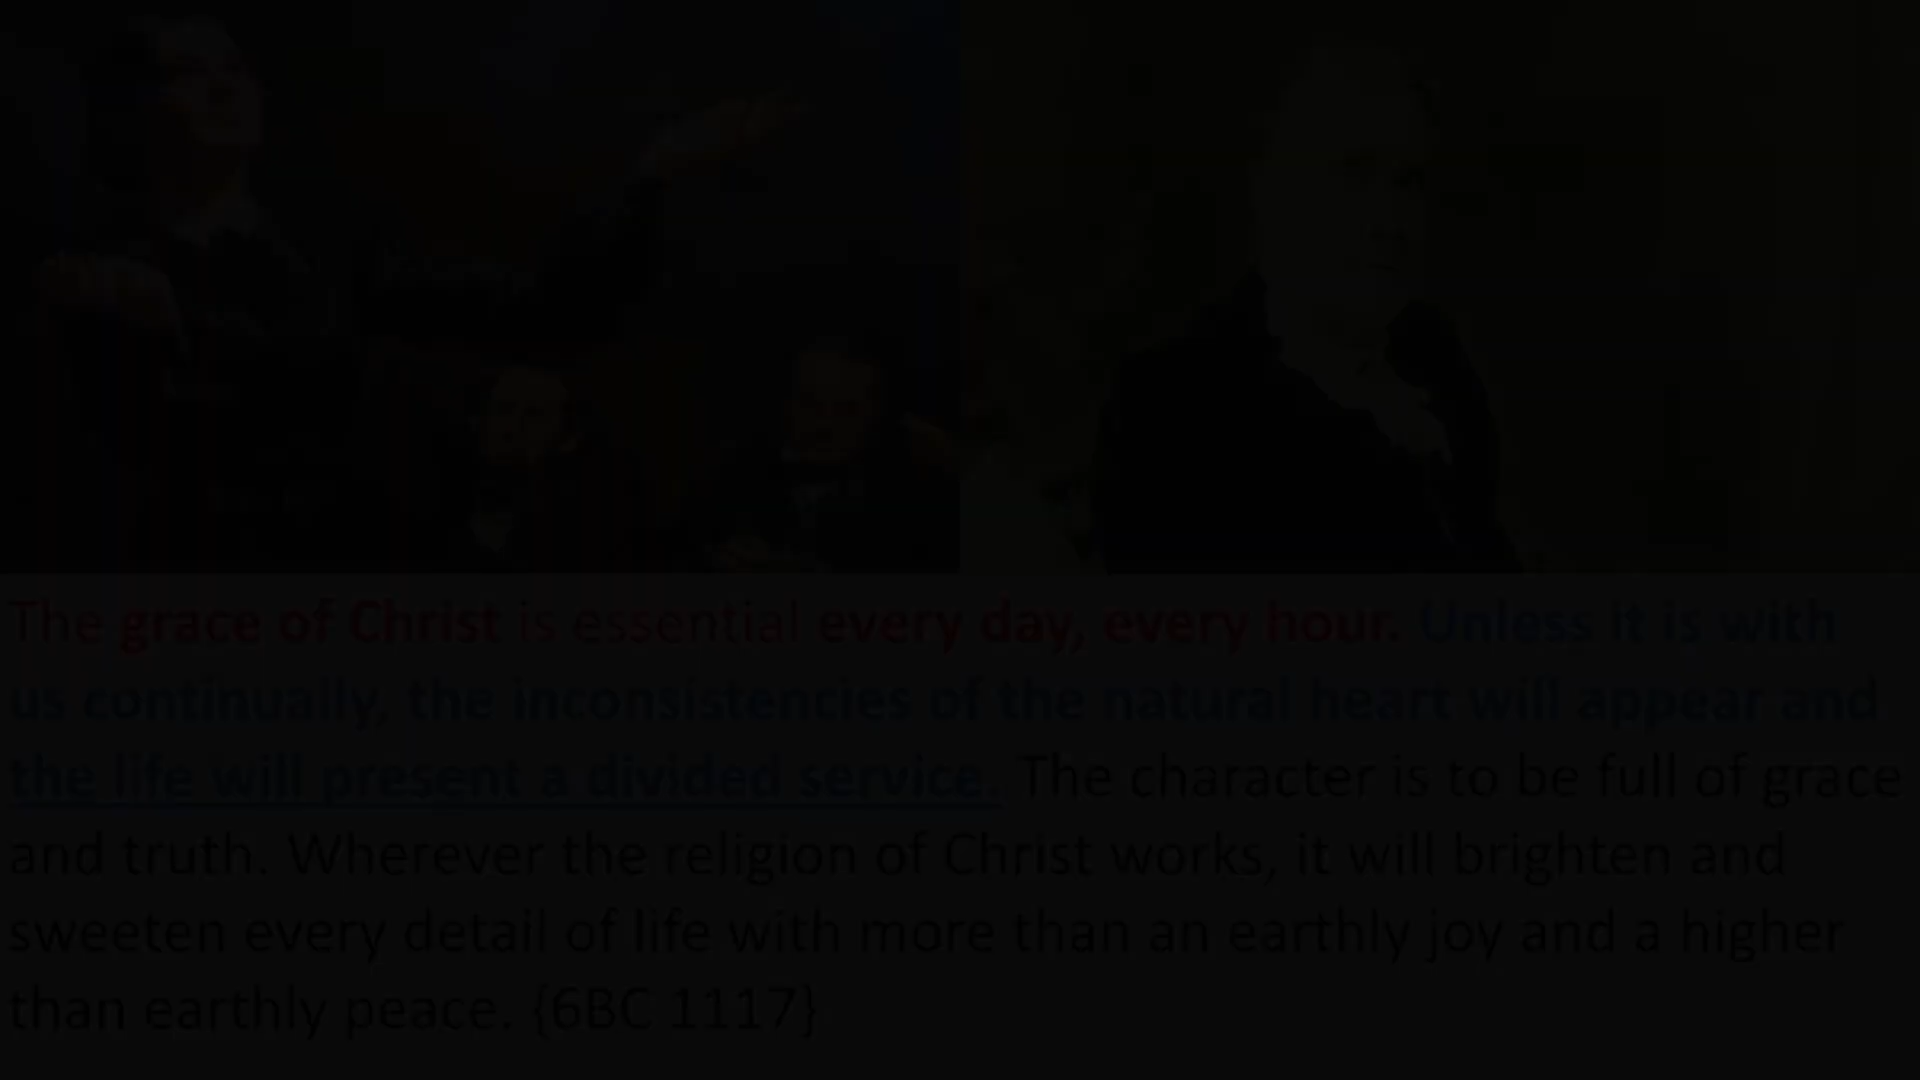 The grace of Christ is essential every day, every hour. Unless it is with
us continually, the inconsistencies of the natural heart will appear and
the life will present a divided service. The character is to be full of grace
and truth. Wherever the religion of Christ works, it will brighten and
sweeten every detail of life with more than an earthly joy and a higher
than earthly peace. {6BC 1117}